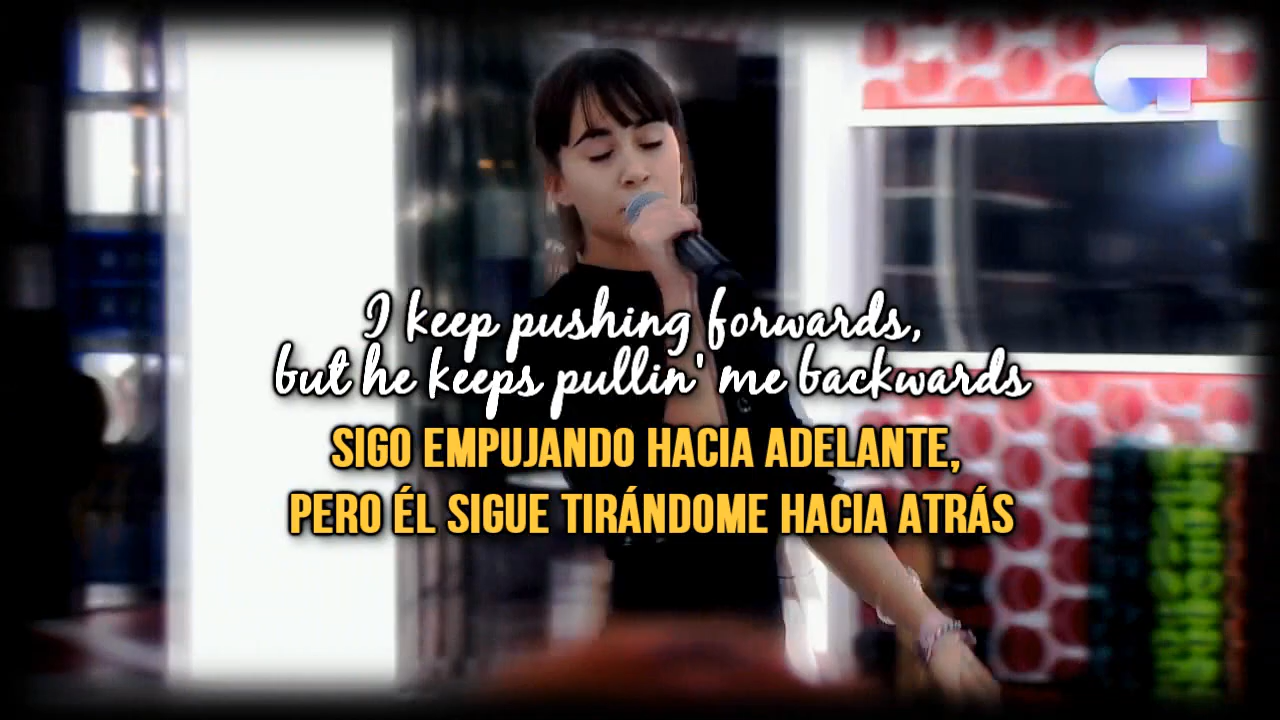 OT
I keep pushing forwards,
but he keeps pullin' me backwards
SIGO EMPUJANDO HACIA ADELANTE,
PERO ÉL SIGUE TIRÁNDOME HACIA ATRÁS